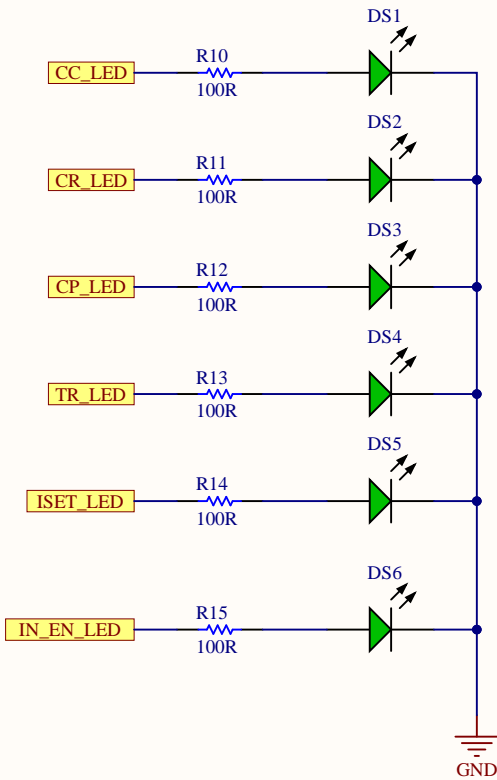 DS1
R10
CC_LED
100R
DS2
R11
CR_LED
100R
DS3
R12
CP_LED
100R
DS4
R13
TR_LED
100R
DS5
R14
ISET_LED
100R
DS6
R15
IN_EN_LED
100R
GND